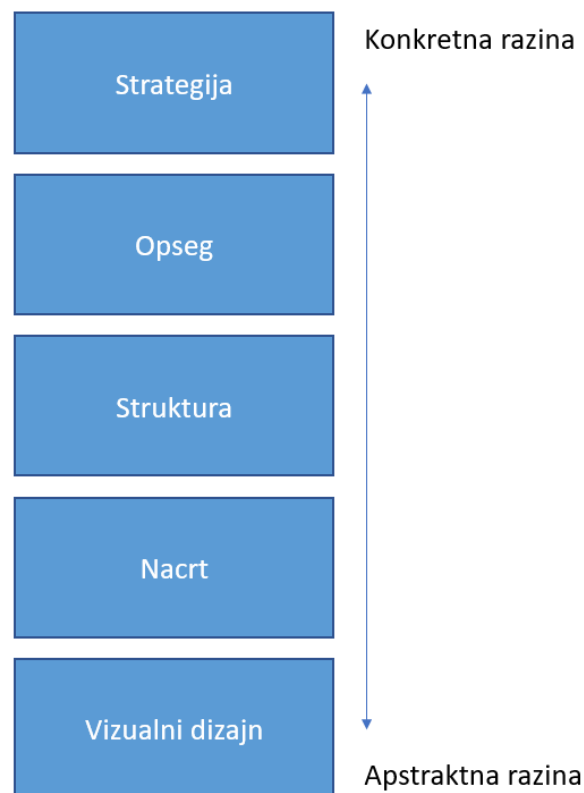 Konkretna razina
Strategija
Opseg
Struktura
Nacrt
Vizualni dizajn
Apstraktna razina